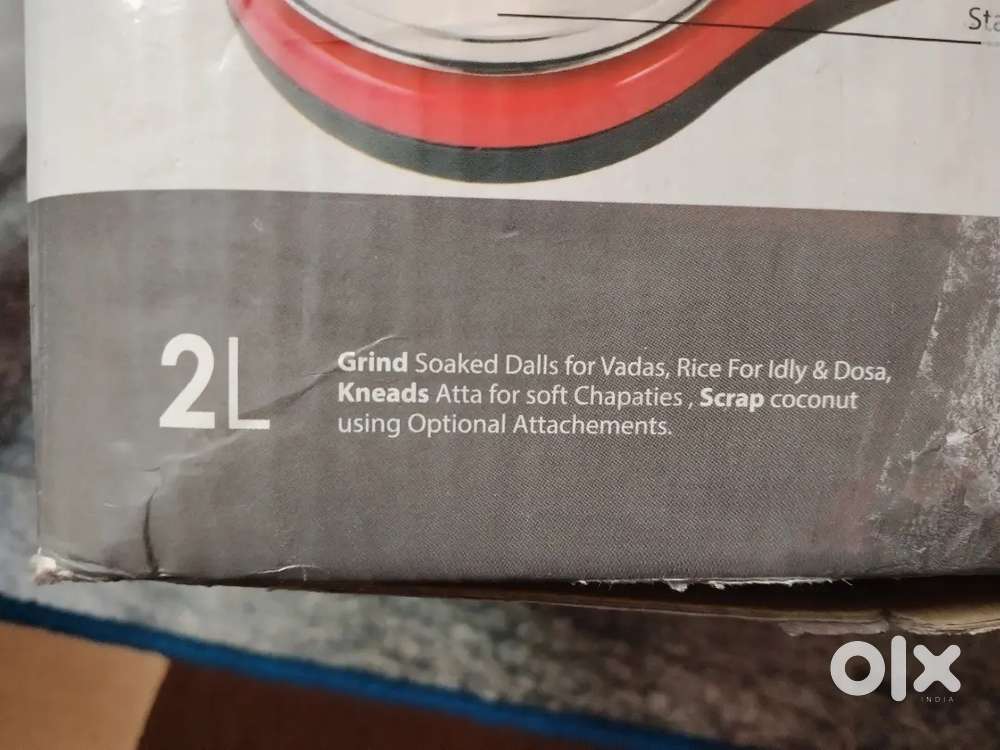 Sta
2L
Grind Soaked Dalls for Vadas, Rice For Idly & Dosa,
Kneads Atta for soft Chapaties , Scrap coconut
using Optional Attachements.
olx
INDIA